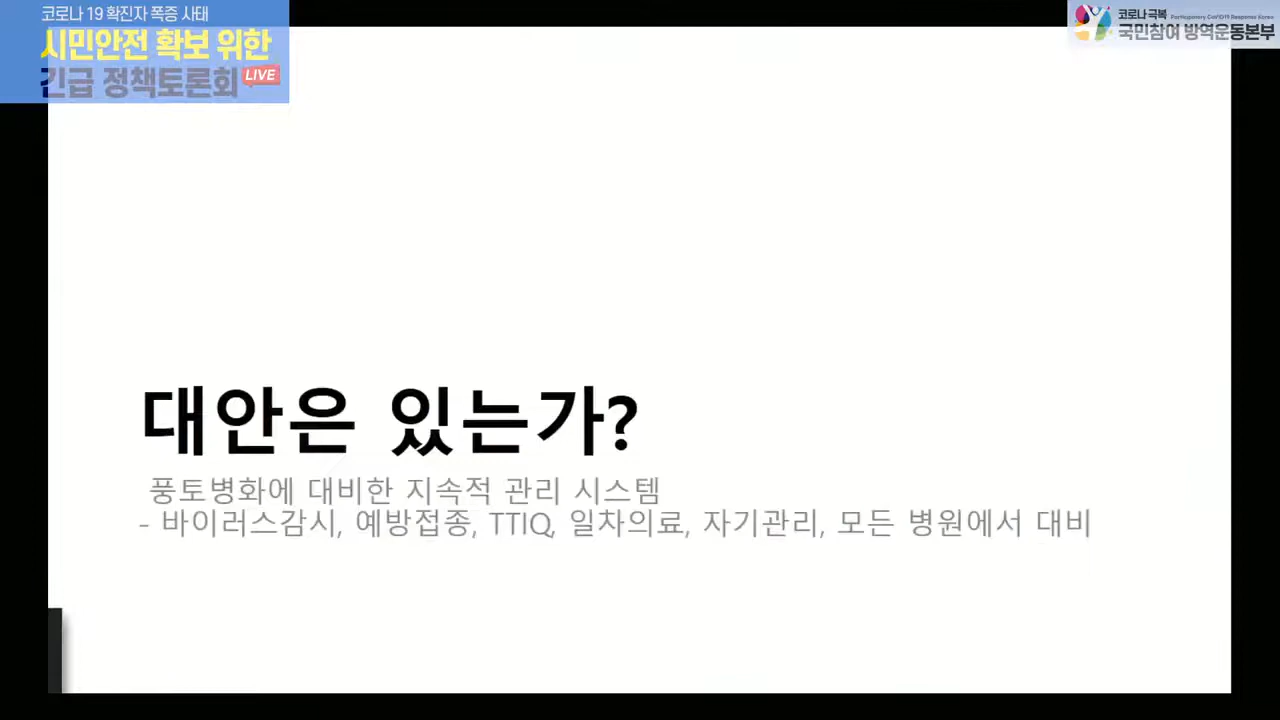 코로나 19 확진자 폭증 사태
시민안전 확보 위한
긴급 정책토론회 LIVE
코로나 극복 Participatory CoVID19 Response Korea
국민참여 방역운동본부
대안은 있는가?
풍토병화에 대비한 지속적 관리 시스템
- 바이러스감시, 예방접종, TTIQ, 일차의료, 자기관리, 모든 병원에서 대비